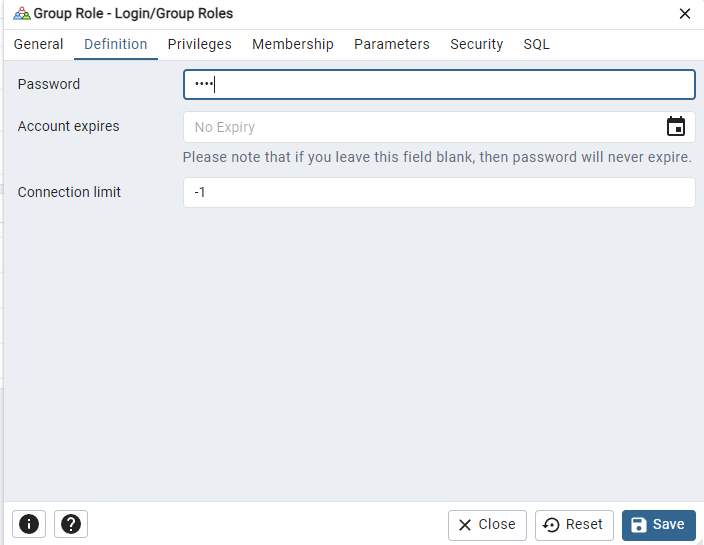 Group Role - Login/Group Roles
General Definition Privileges Membership Parameters Security SQL
Password ••••
Account expires No Expiry
Please note that if you leave this field blank, then password will never expire.
Connection limit -1
Close Reset Save